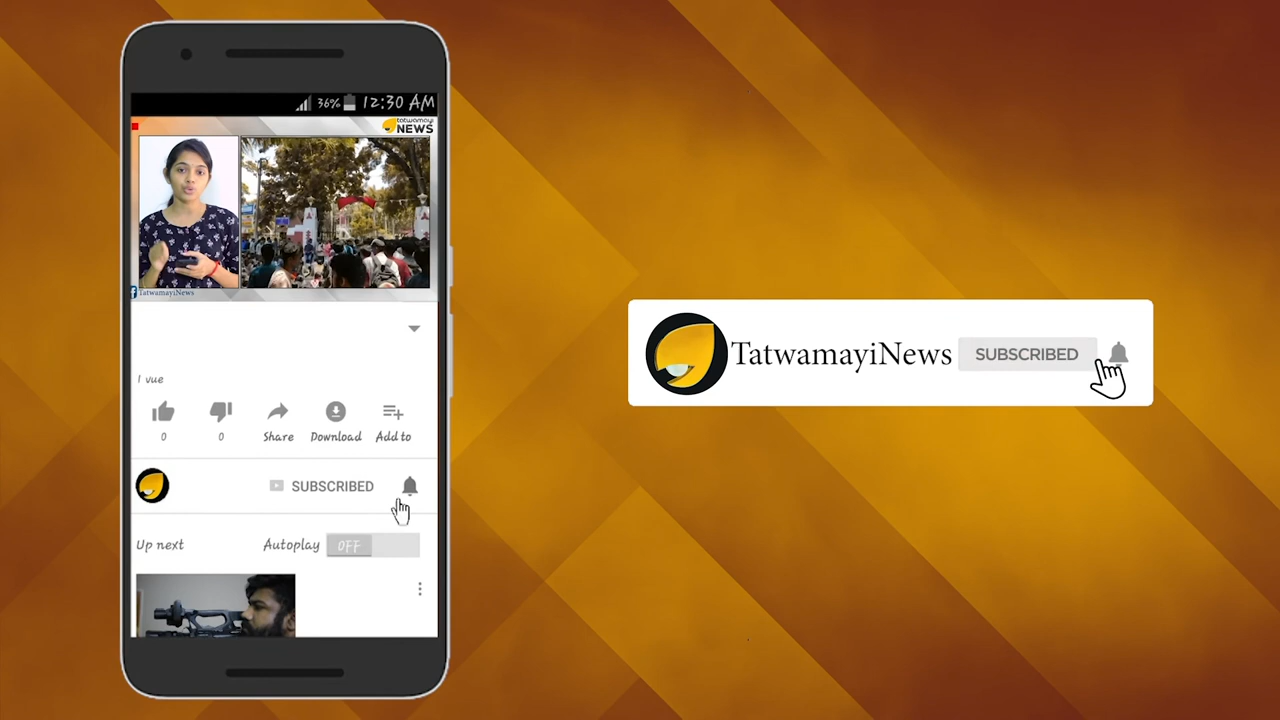 36% 12:30 AM
tatwamayi
NEWS
TatwamayiNews
1 vue
0 0 Share Download Add to
SUBSCRIBED
Up next Autoplay OFF
TatwamayiNews SUBSCRIBED